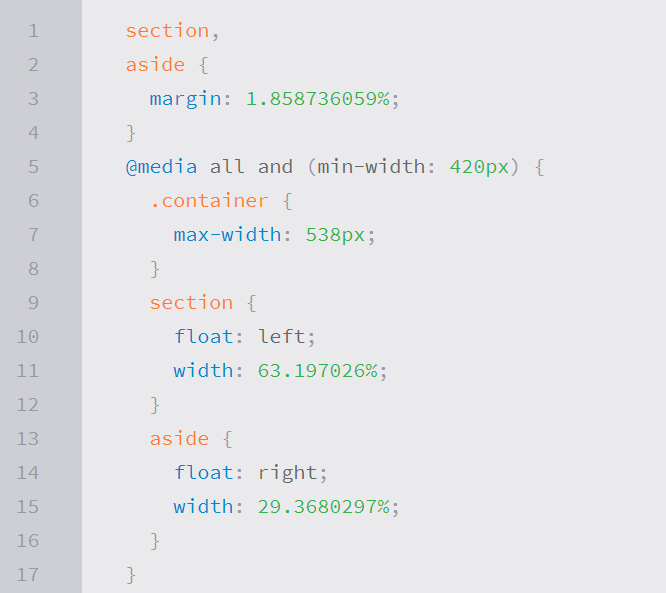 1 section,
2 aside {
3 margin: 1.858736059%;
4 }
5 @media all and (min-width: 420px) {
6 .container {
7 max-width: 538px;
8 }
9 section {
10 float: left;
11 width: 63.197026%;
12 }
13 aside {
14 float: right;
15 width: 29.3680297%;
16 }
17 }